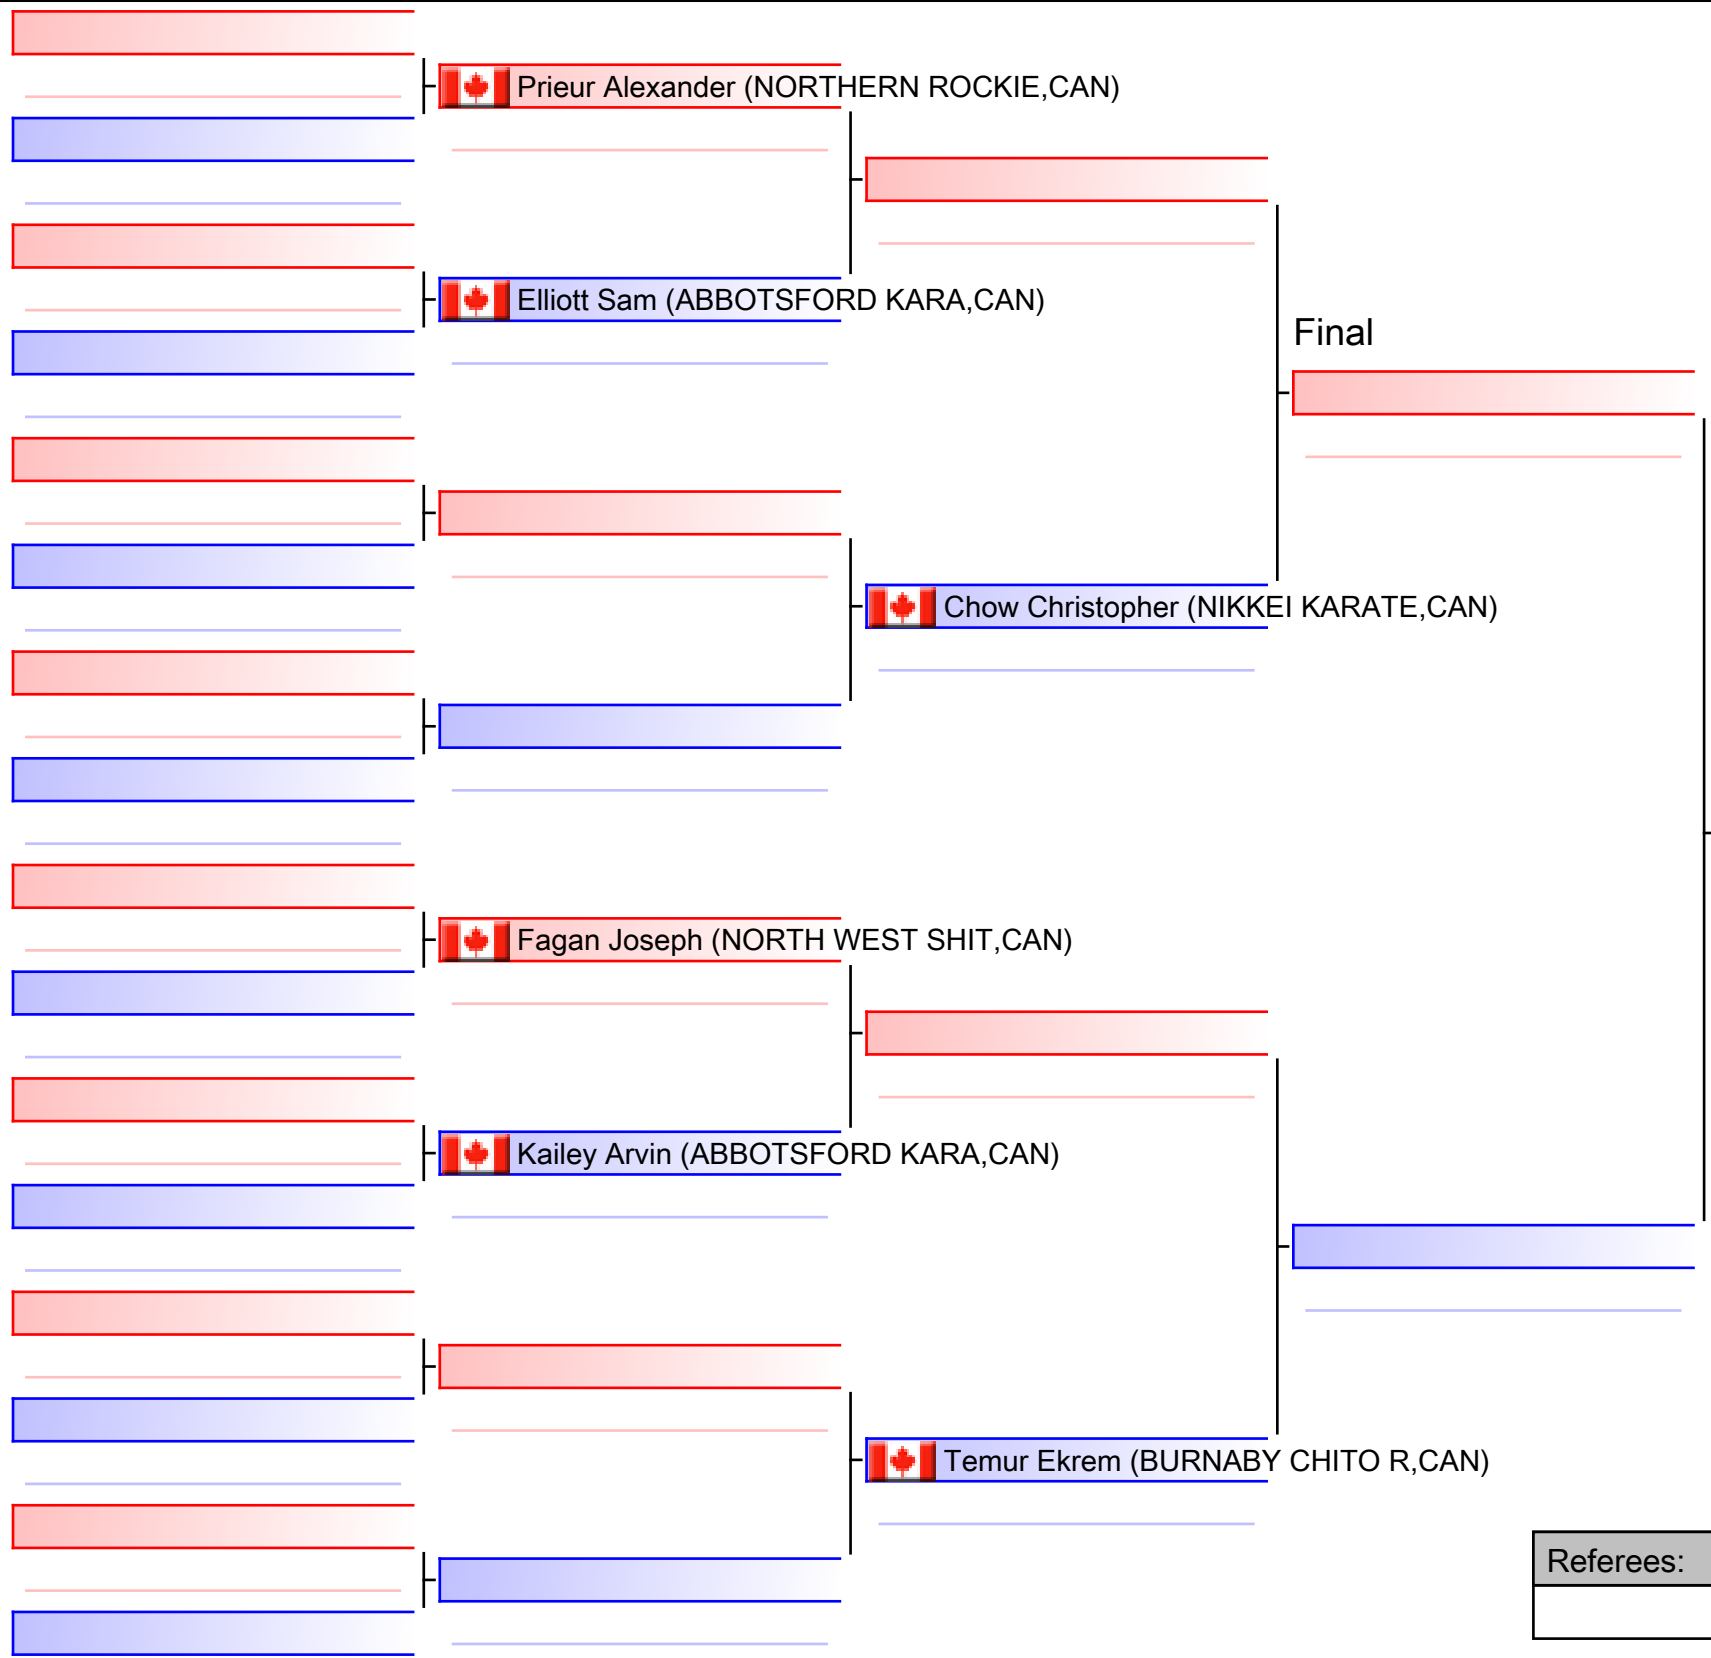 Prieur Alexander (NORTHERN ROCKIE,CAN)
Elliott Sam (ABBOTSFORD KARA,CAN)
Final
Chow Christopher (NIKKEI KARATE,CAN)
Fagan Joseph (NORTH WEST SHIT,CAN)
Kailey Arvin (ABBOTSFORD KARA,CAN)
Temur Ekrem (BURNABY CHITO R,CAN)
Referees: